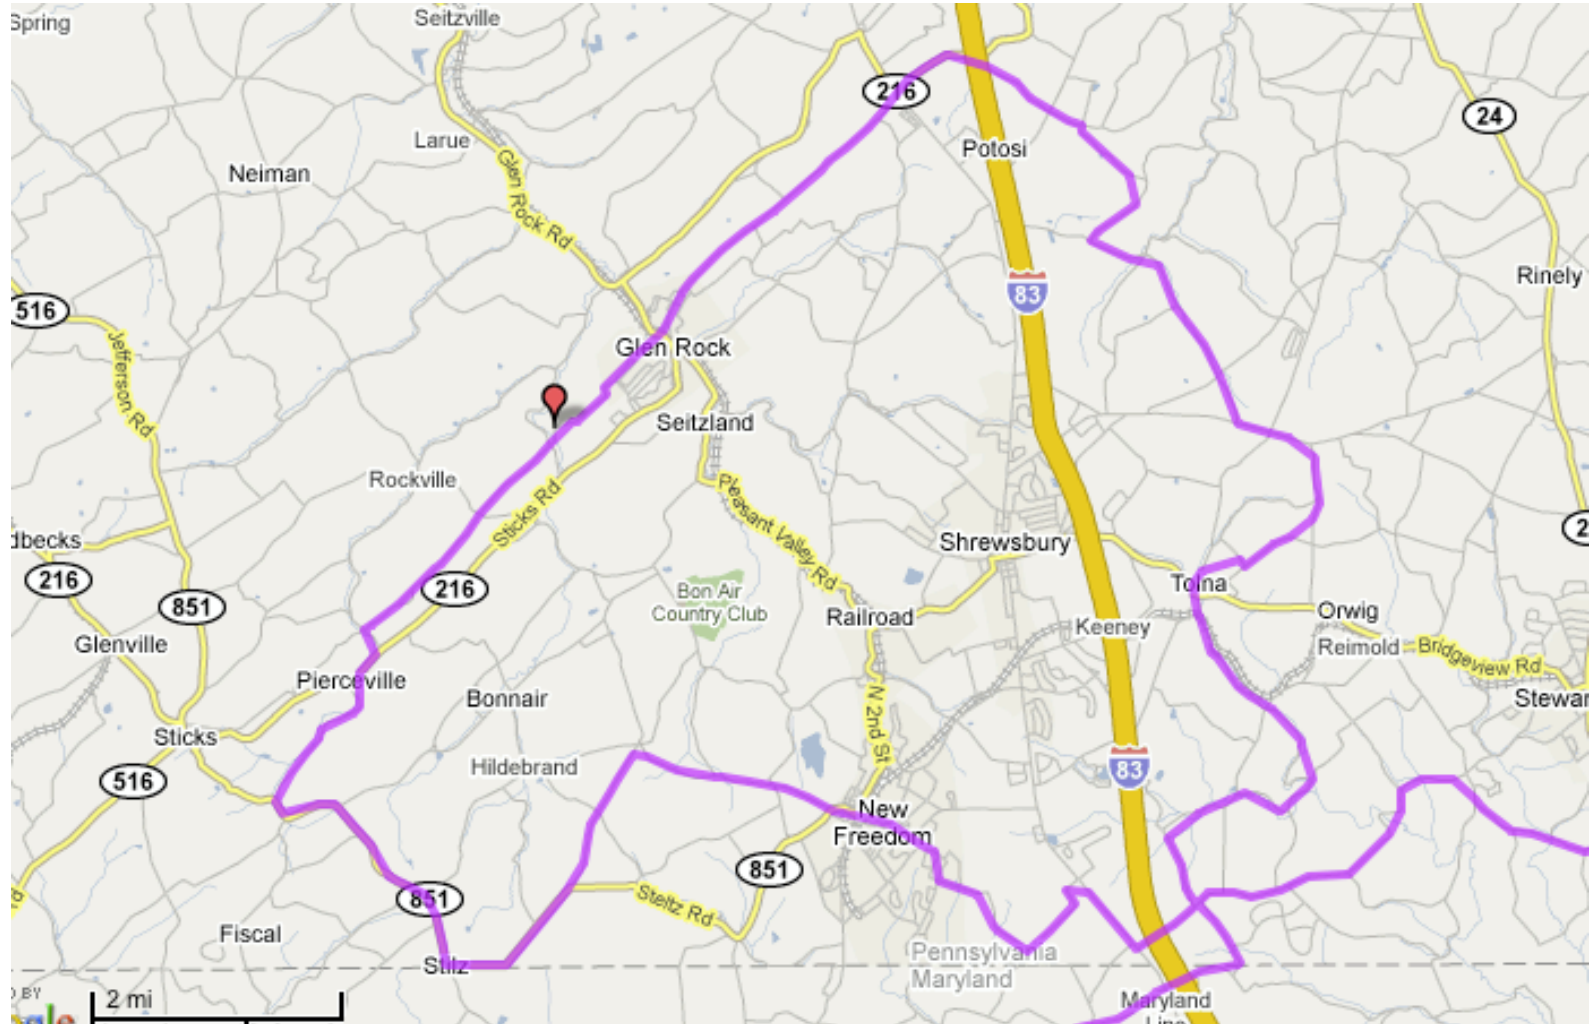 Spring
Seitzville
216
24
Larue
Potosi
Neiman
Glen Rock Rd
Rinely
83
516
Jefferson Rd
Glen Rock
Seitzland
Rockville
Pleasant Valley Rd
Sticks Rd
dbecks
Shrewsbury
2
216
216
Tolna
851
Bon Air
Country Club
Railroad
Orwig
Keeney
Glenville
Reimold
Bridgeview Rd
Pierceville
Bonnair
N 2nd St
Stewar
Sticks
Hildebrand
83
516
New
Freedom
851
851
Steltz Rd
Fiscal
Pennsylvania
Maryland
Stilz
2 mi
Maryland
Line